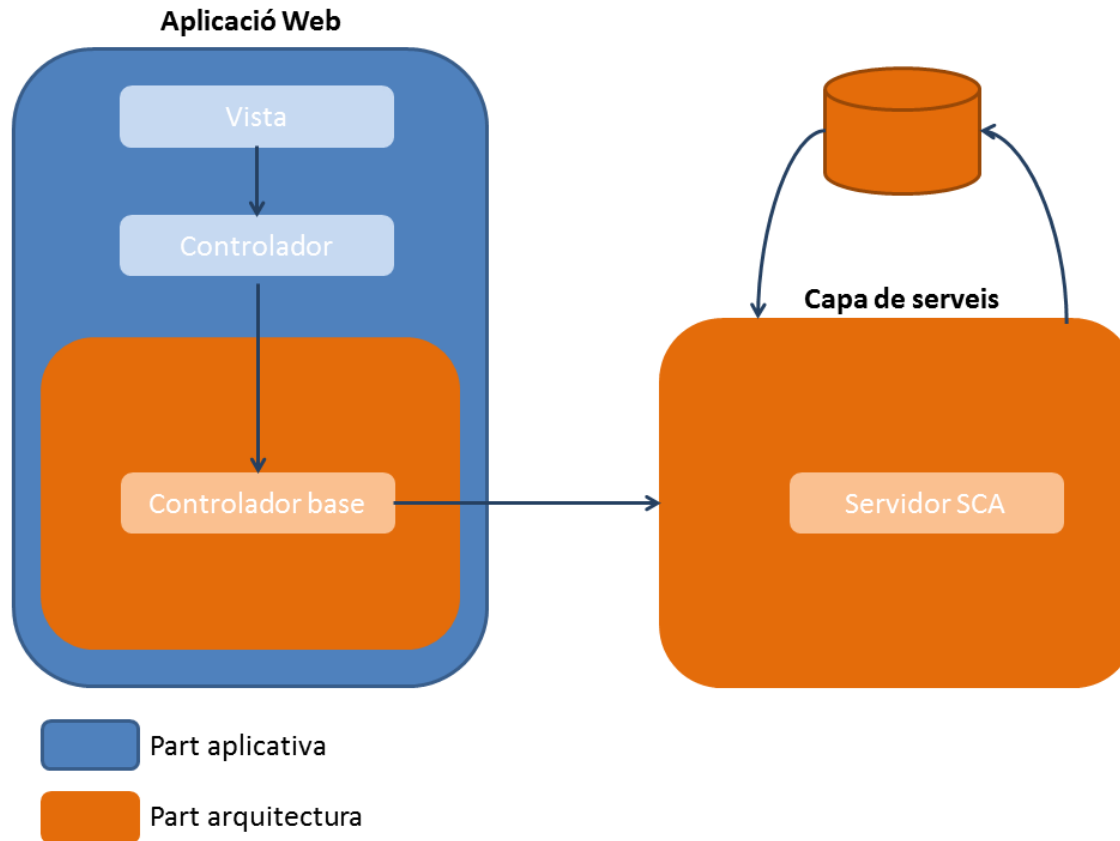 Aplicació Web
Vista
Controlador
Capa de serveis
Controlador base
Servidor SCA
Part aplicativa
Part arquitectura